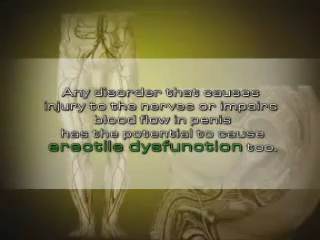 Any disorder that causes
injury to the nerves or impairs
blood flow in penis
has the potential to cause
erectile dysfunction too.